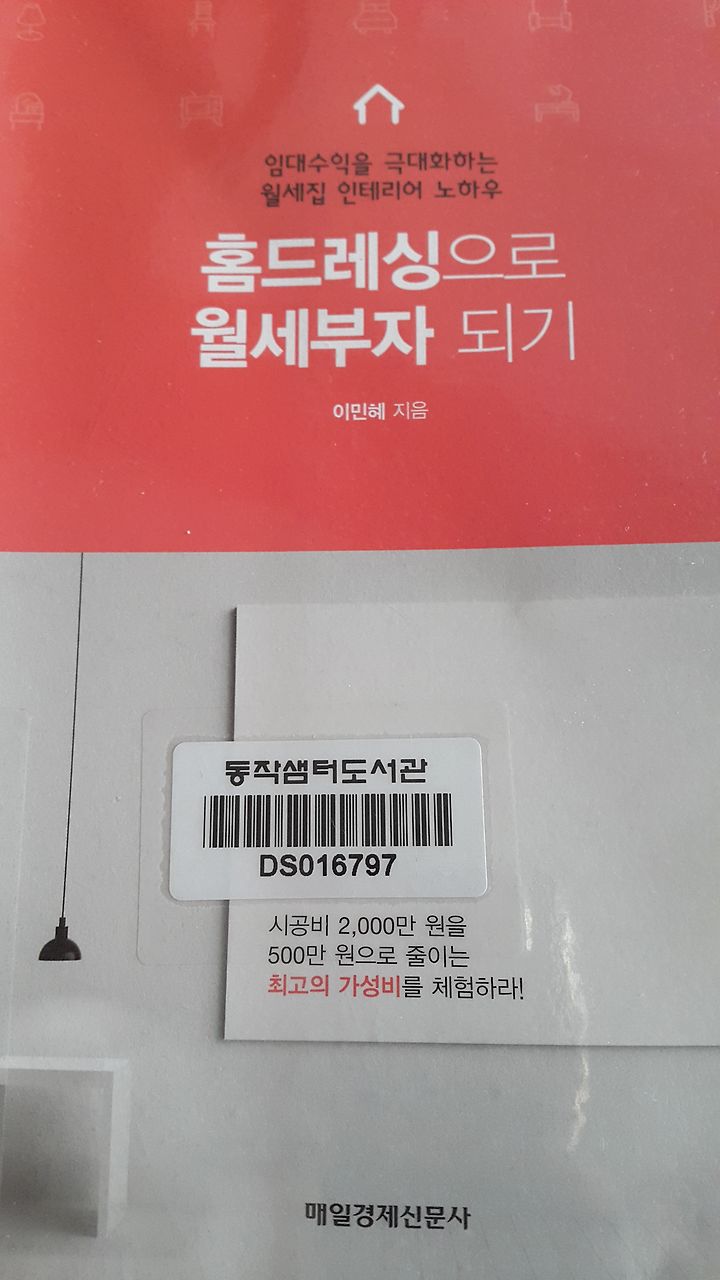 임대수익을 극대화하는
월세집 인테리어 노하우
홈드레싱으로
월세부자 되기
이민혜 지음
동작샘터도서관
DS016797
시공비 2,000만 원을
500만 원으로 줄이는
최고의 가성비를 체험하라!
매일경제신문사